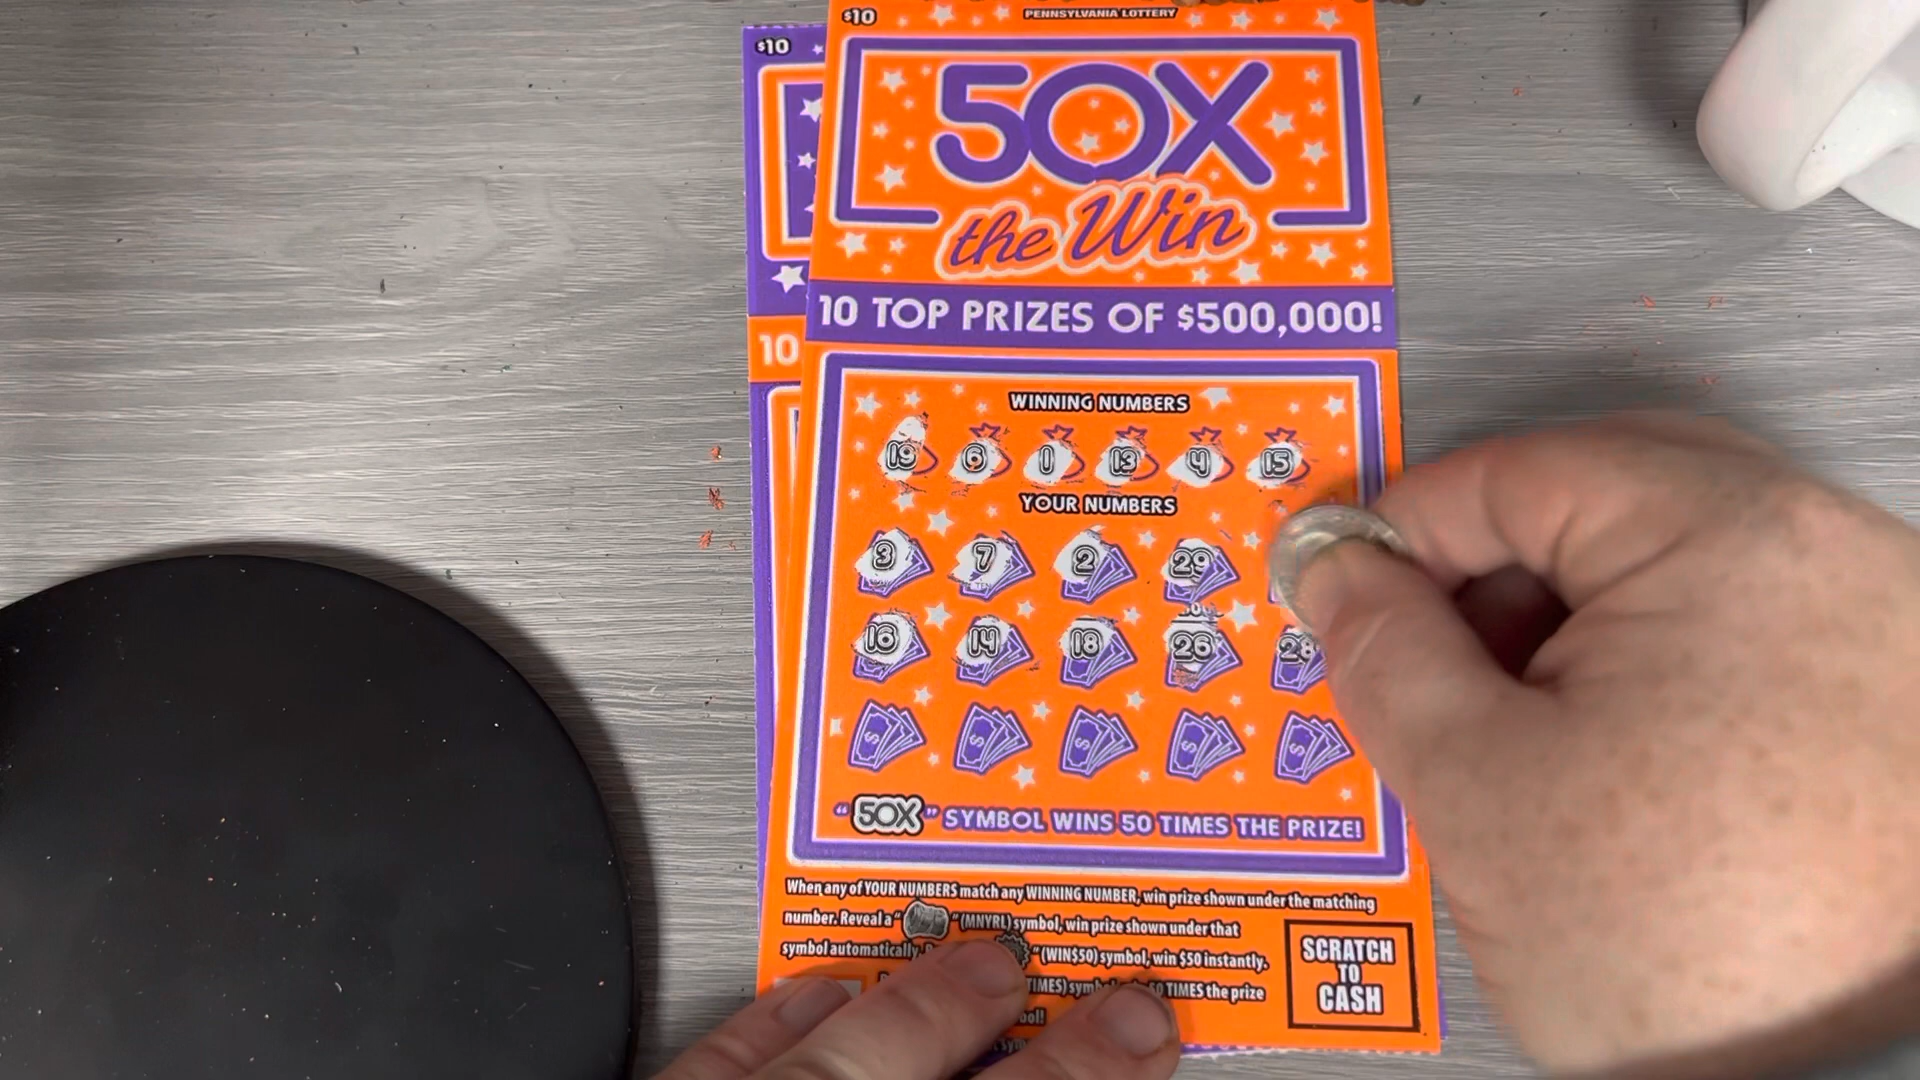 $10
PENNSYLVANIA LOTTERY
$10
50X
the Win
10 TOP PRIZES OF $500,000!
10
WINNING NUMBERS
19 6 1 13 4 15
YOUR NUMBERS
3 7 2 29
16 14 18 26 28
$ $ $ $ $
"50X" SYMBOL WINS 50 TIMES THE PRIZE!
When any of YOUR NUMBERS match any WINNING NUMBER, win prize shown under the matching
number. Reveal a " " (MNYRL) symbol, win prize shown under that
symbol automatically. " (WIN$50) symbol, win $50 instantly.
TIMES) 50 TIMES the prize
SCRATCH
TO
CASH